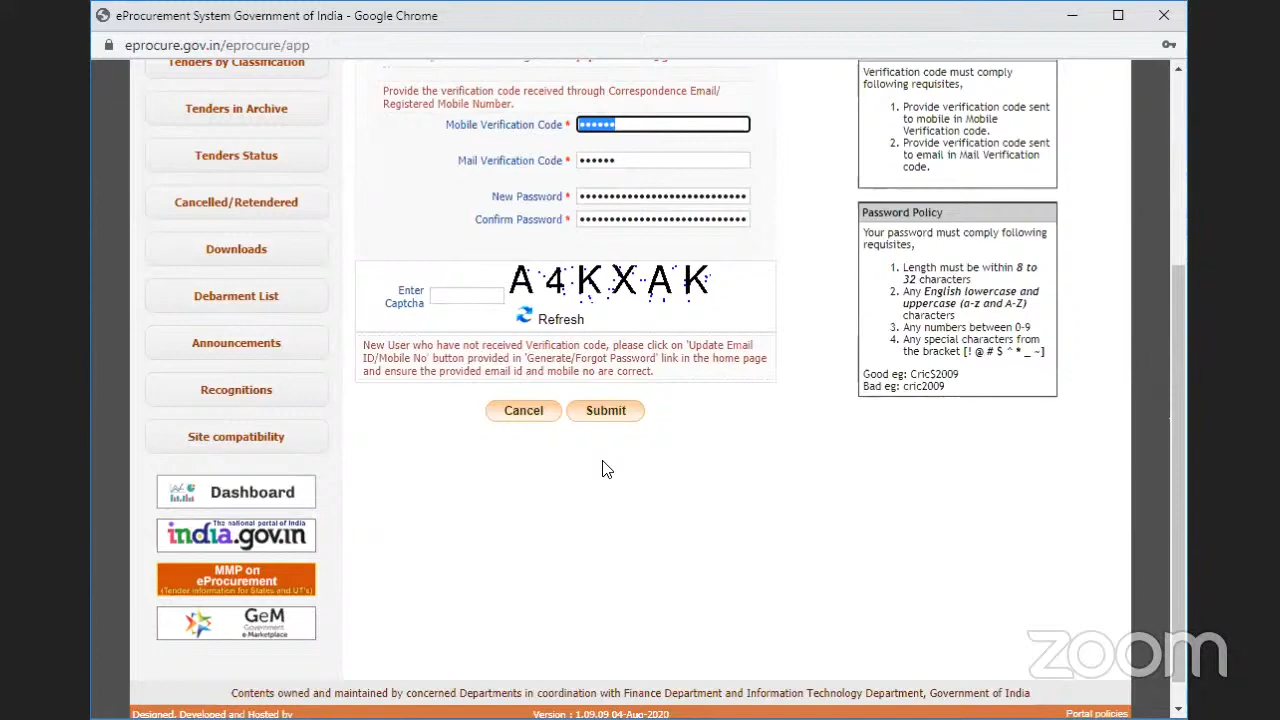 eProcurement System Government of India - Google Chrome
eprocure.gov.in/eprocure/app
Tenders by Classification
Tenders in Archive
Tenders Status
Cancelled/Retendered
Downloads
Debarment List
Announcements
Recognitions
Site compatibility
Dashboard
The national portal of India
india.gov.in
MMP on
eProcurement
(Tender information for States and UT's)
GeM
Government
e-Marketplace
Provide the verification code received through Correspondence Email/
Registered Mobile Number.
Mobile Verification Code *
Mail Verification Code *
New Password *
Confirm Password *
Enter
Captcha
A4KXAK
Refresh
New User who have not received Verification code, please click on 'Update Email
ID/Mobile No' button provided in 'Generate/Forgot Password' link in the home page
and ensure the provided email id and mobile no are correct.
Cancel
Submit
Verification code must comply
following requisites,
1. Provide verification code sent
to mobile in Mobile
Verification code.
2. Provide verification code sent
to email in Mail Verification
code.
Password Policy
Your password must comply following
requisites,
1. Length must be within 8 to
32 characters
2. Any English lowercase and
uppercase (a-z and A-Z)
characters
3. Any numbers between 0-9
4. Any special characters from
the bracket [! @ # $ ^ * _ ~]
Good eg: Cric$2009
Bad eg: cric2009
zoom
Contents owned and maintained by concerned Departments in coordination with Finance Department and Information Technology Department, Government of India
Designed, Developed and Hosted by
Version : 1.09.09 04-Aug-2020
Portal policies